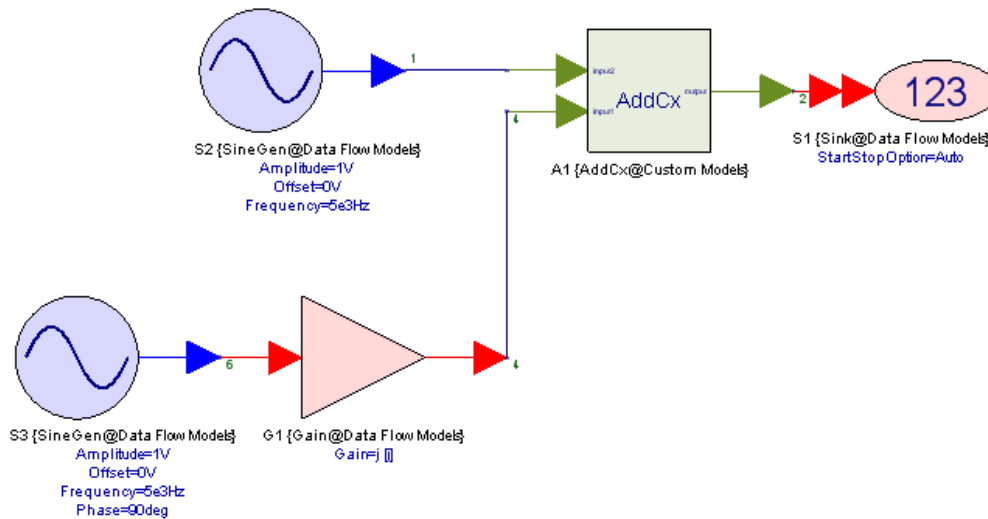 1
input2
4
input1
AddCx
output
2
123
S2 {SineGen@Data Flow Models}
Amplitude=1V
Offset=0V
Frequency=5e3Hz
A1 {AddCx@Custom Models}
S1 {Sink@Data Flow Models}
StartStopOption=Auto
6
4
S3 {SineGen@Data Flow Models}
Amplitude=1V
Offset=0V
Frequency=5e3Hz
Phase=90deg
G1 {Gain@Data Flow Models}
Gain=j [j]